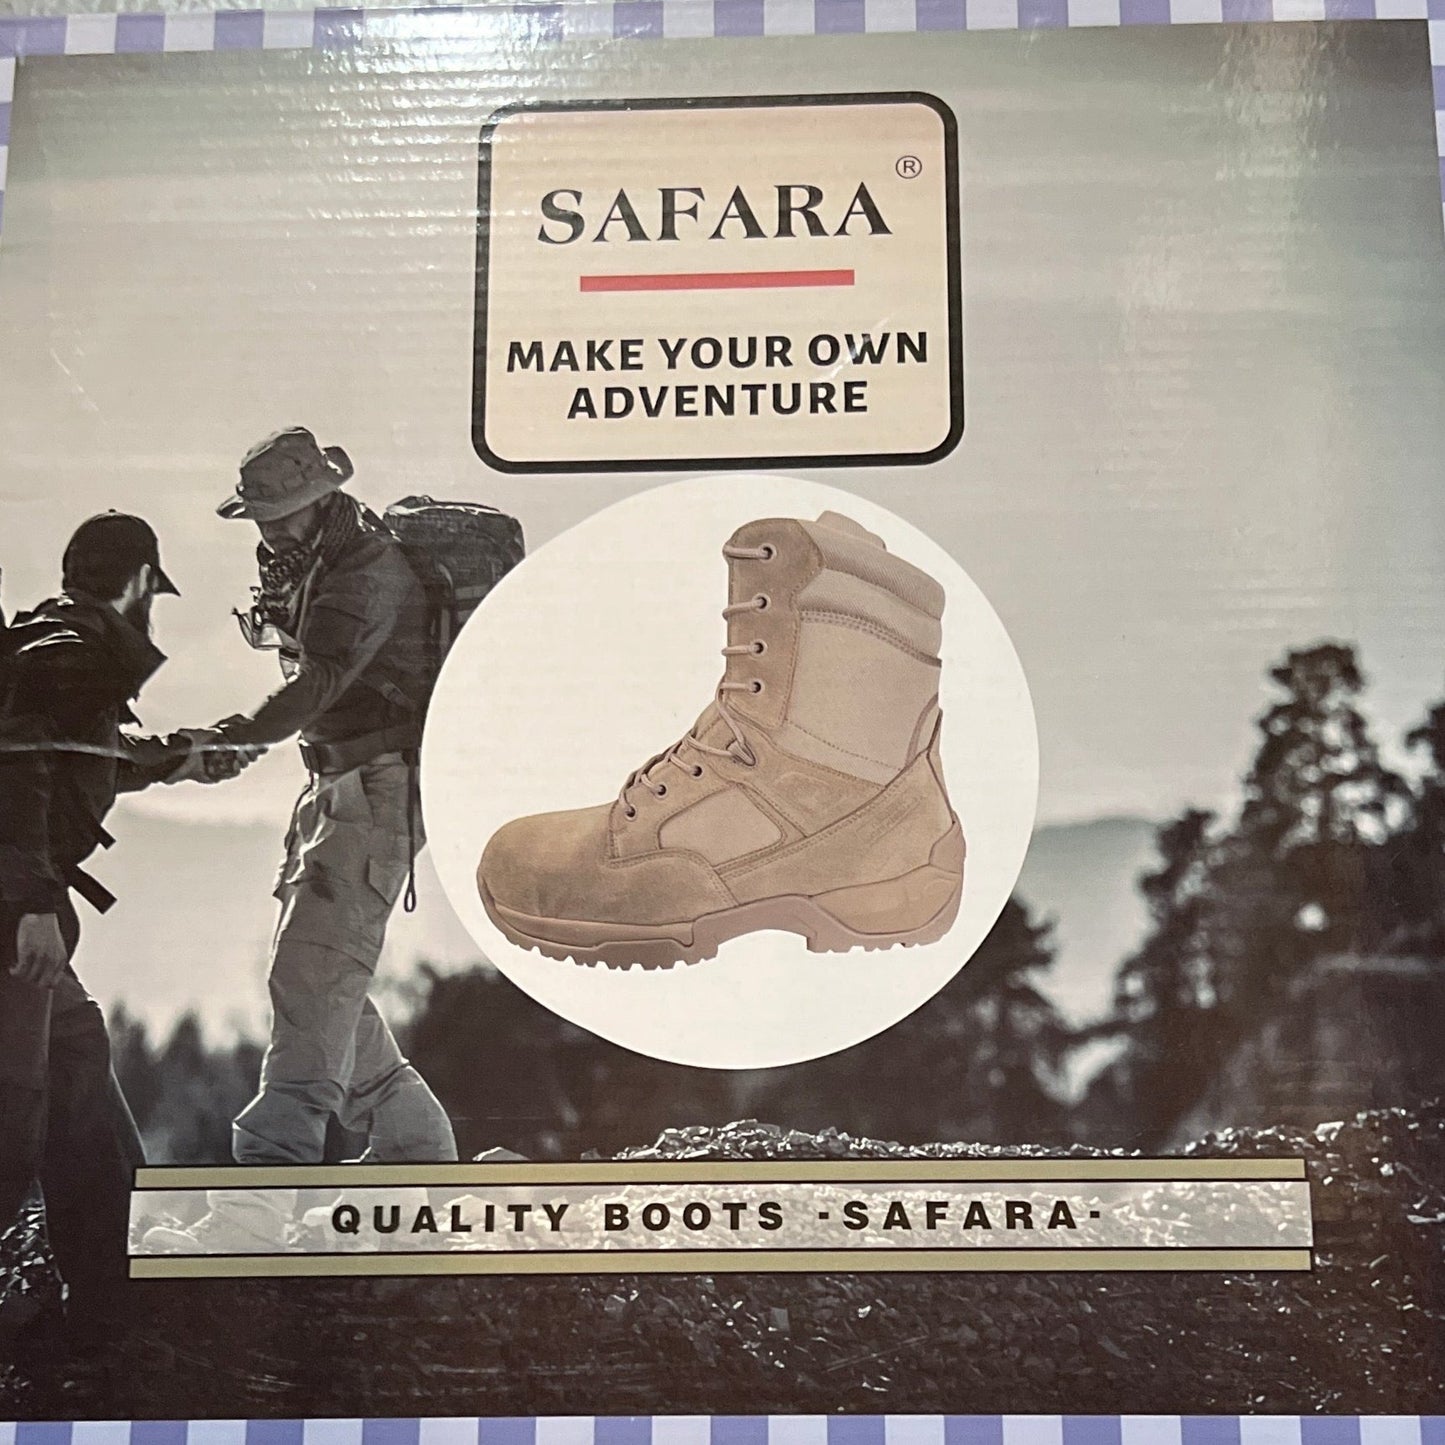 SAFARA ®
MAKE YOUR OWN
ADVENTURE
QUALITY BOOTS -SAFARA-